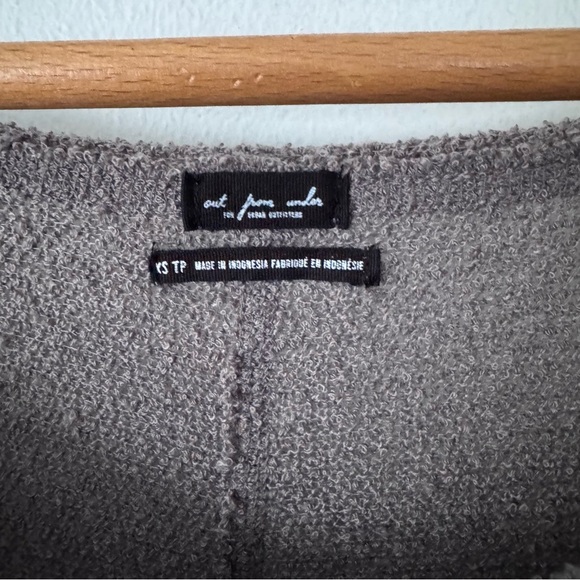 out from under
FOR URBAN OUTFITTERS
XS TP MADE IN INDONESIA FABRIQUÉ EN INDONÉSIE